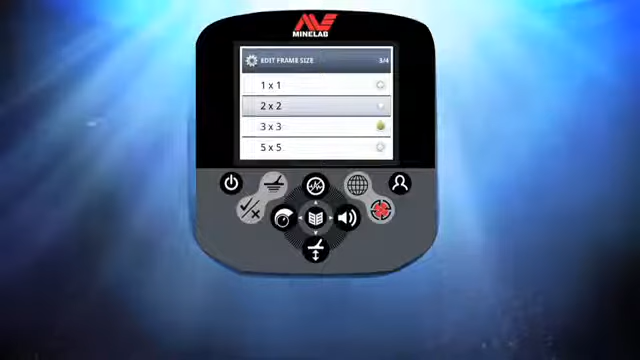 MINELAB
EDIT FRAME SIZE 3/4
1 x 1
2 x 2
3 x 3
5 x 5